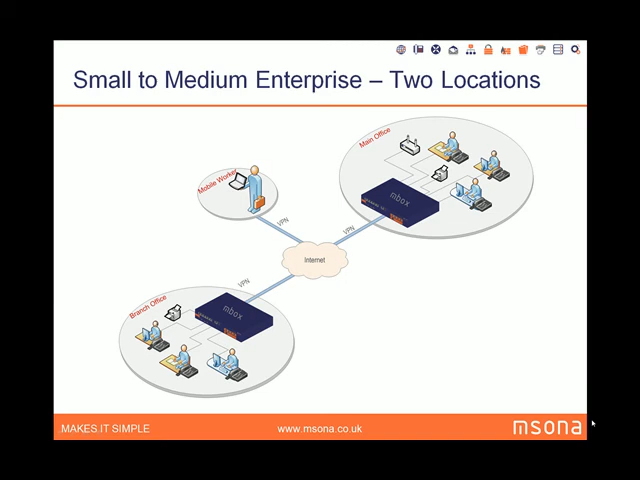 Small to Medium Enterprise – Two Locations
Main Office
Mobile Worker
mbox
VPN
VPN
Internet
VPN
Branch Office
mbox
.MAKES.IT SIMPLE
www.msona.co.uk
msona